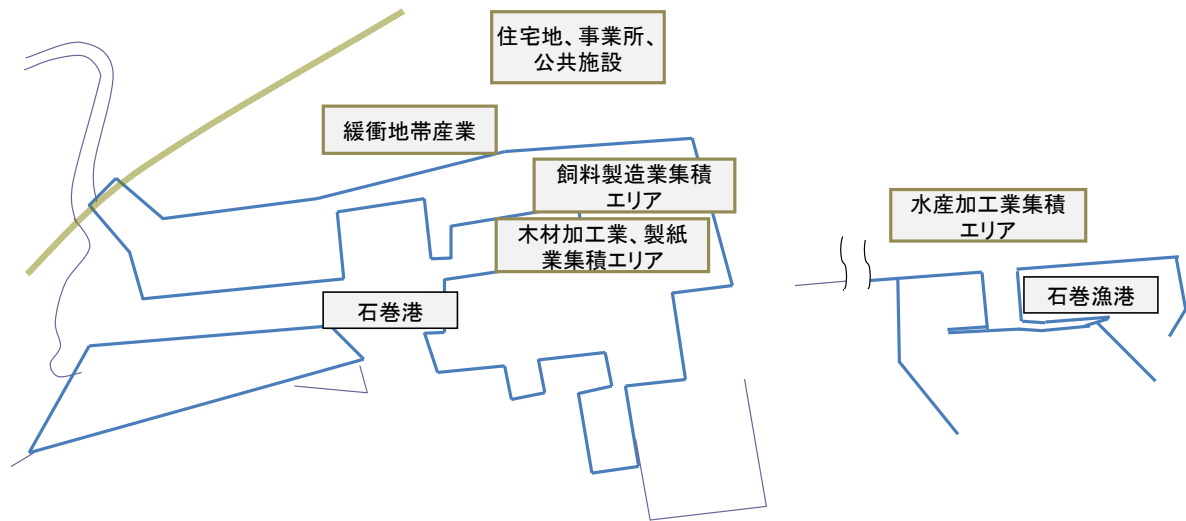 住宅地、事業所、
公共施設
緩衝地帯産業
飼料製造業集積
エリア
木材加工業、製紙
業集積エリア
石巻港
水産加工業集積
エリア
石巻漁港